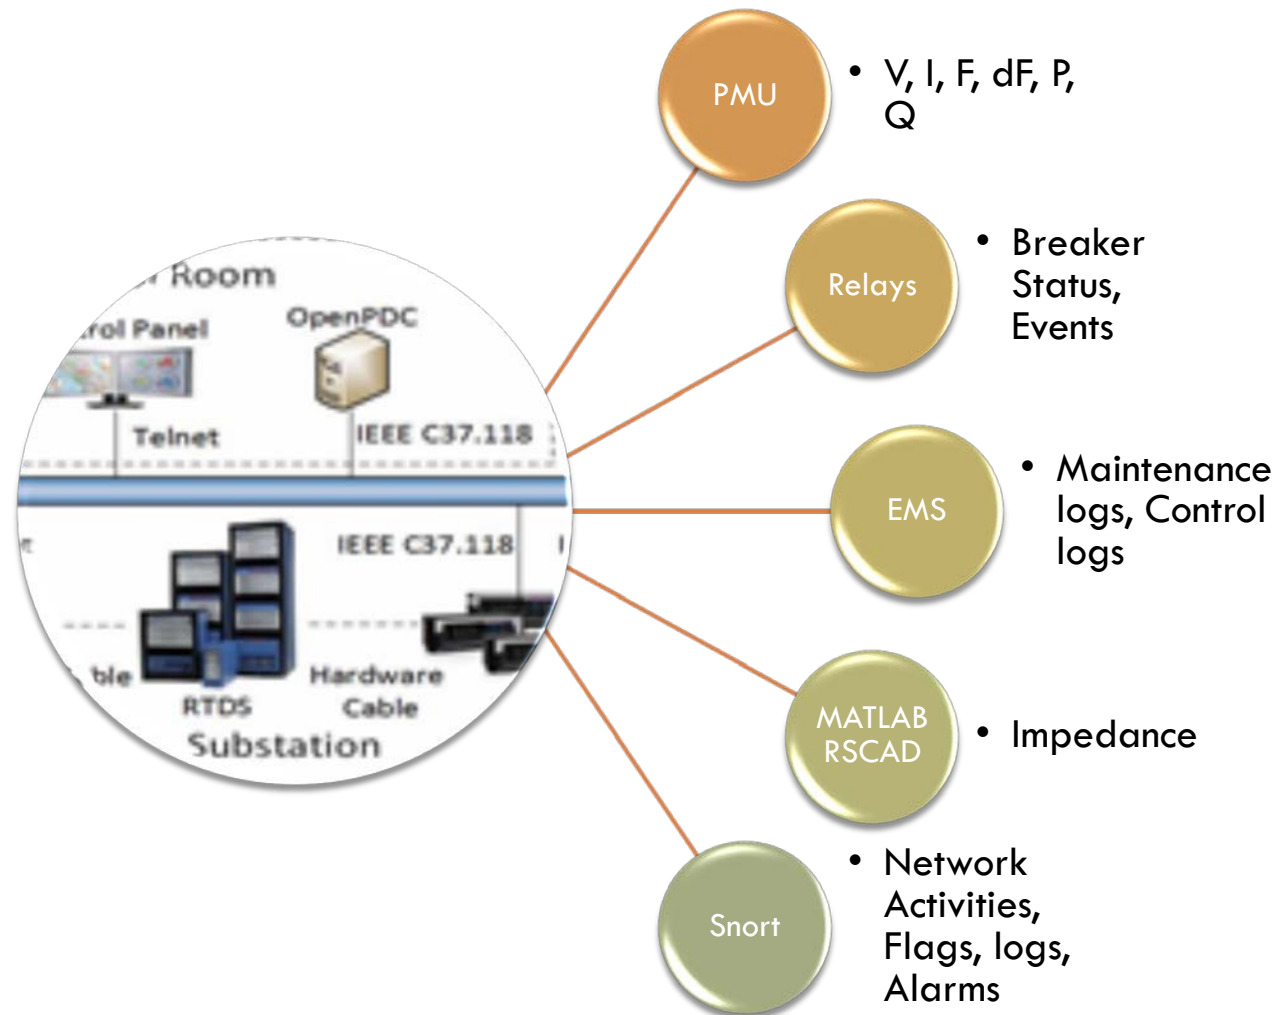 PMU
• V, I, F, dF, P,
Q
Relays
• Breaker
Status,
Events
EMS
• Maintenance
logs, Control
logs
MATLAB
RSCAD
• Impedance
Snort
• Network
Activities,
Flags, logs,
Alarms
Room
rol Panel
OpenPDC
Telnet
IEEE C37.118
IEEE C37.118
ble
RTDS
Hardware
Cable
Substation